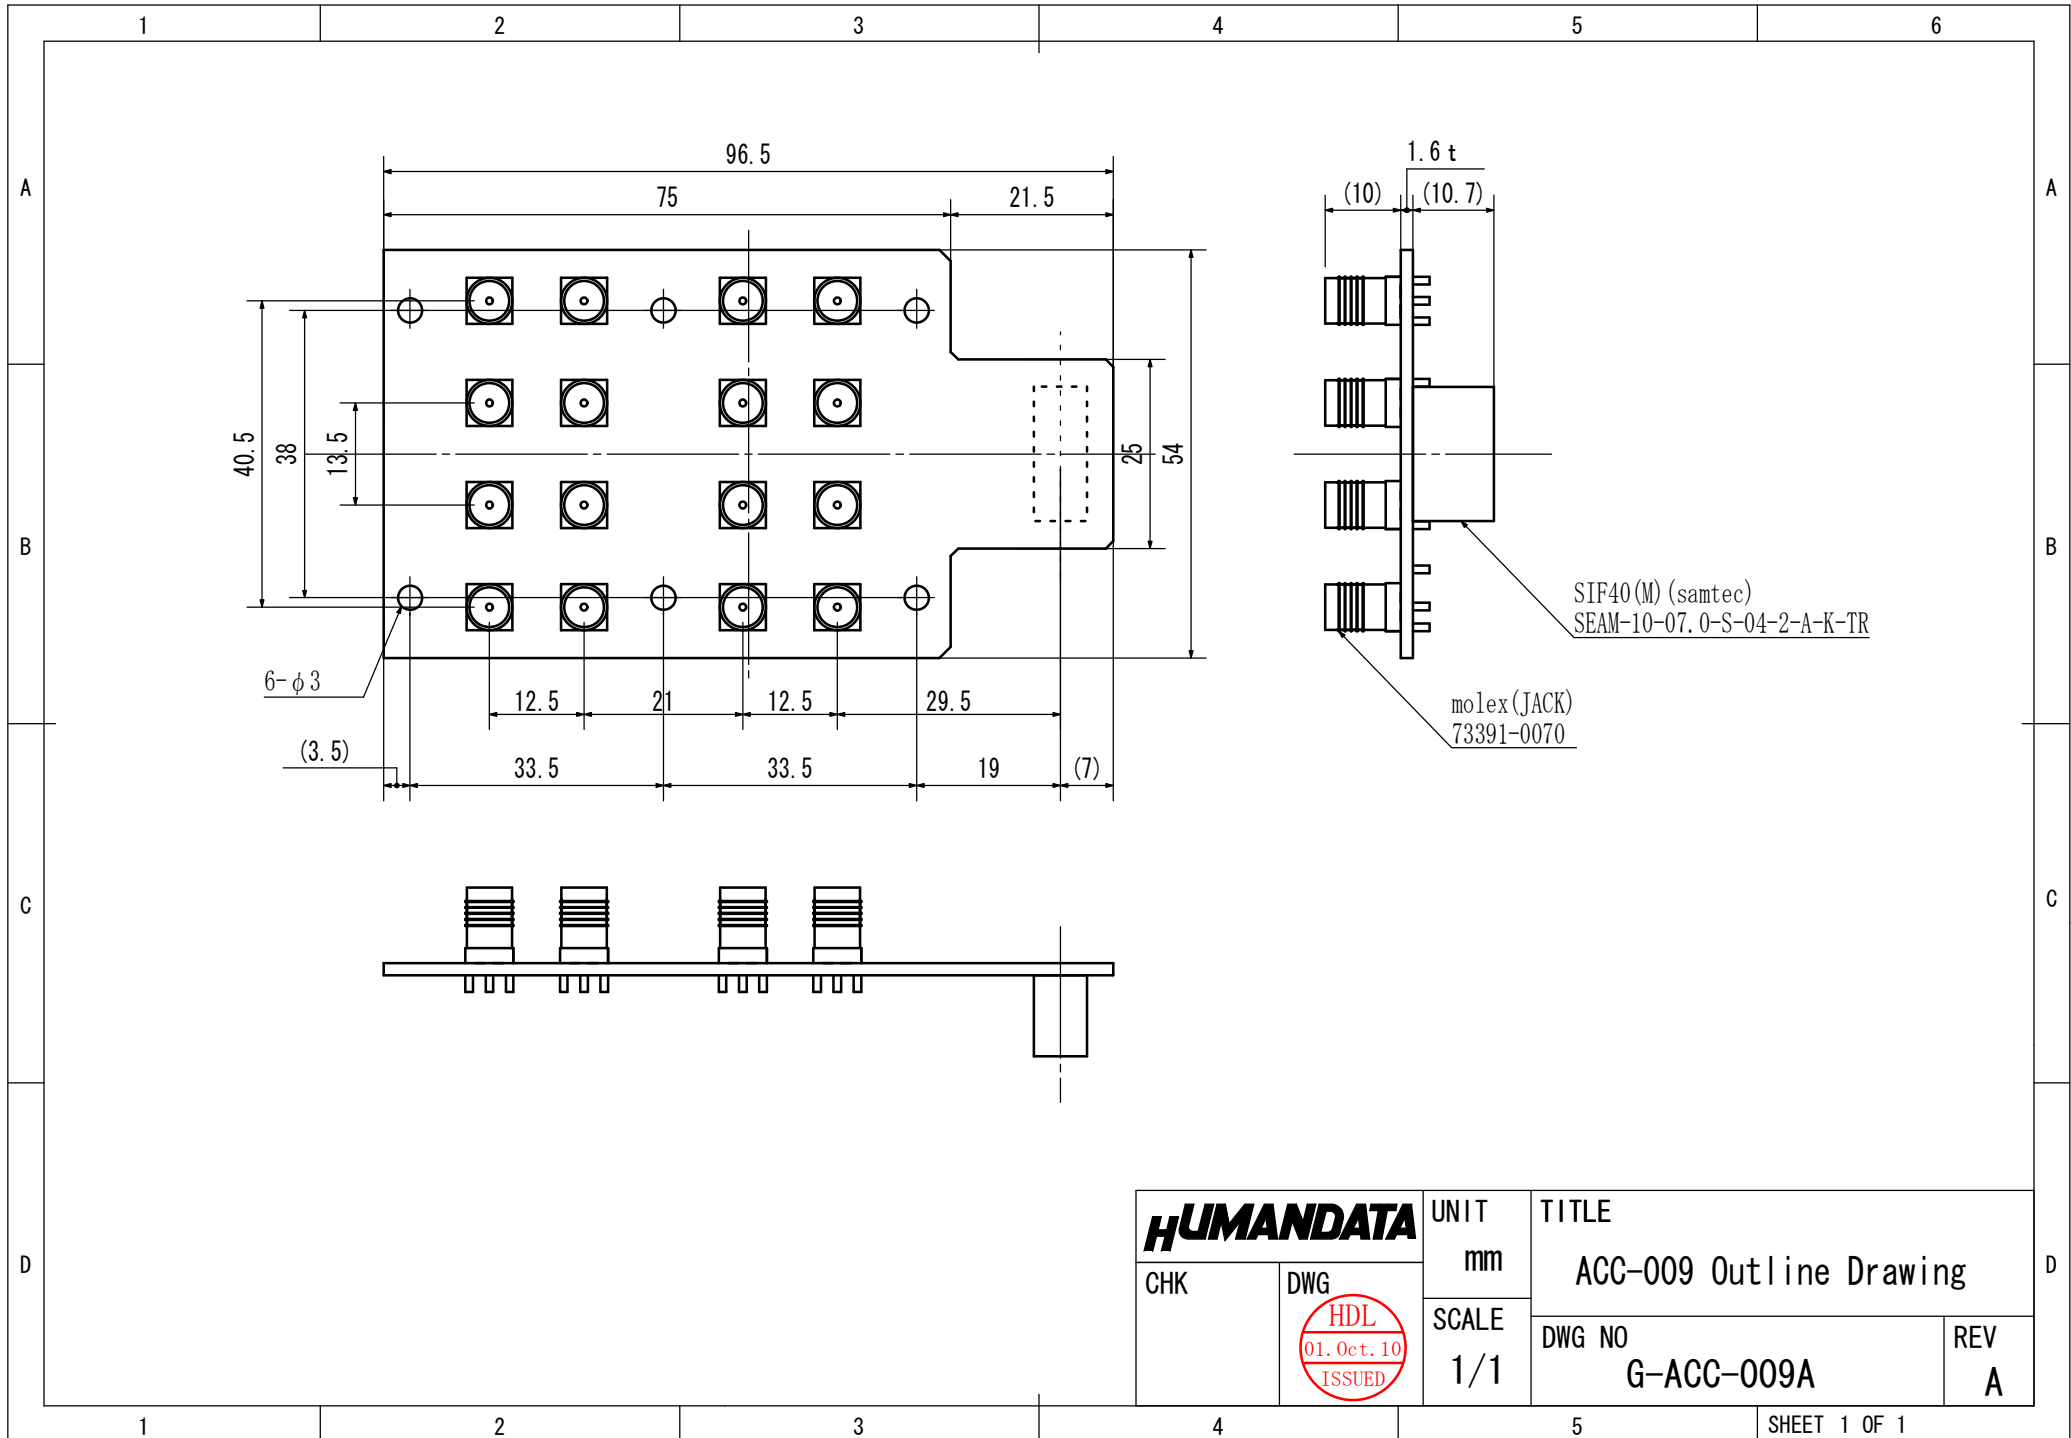 1 2 3 4 5 6
A A
B B
C C
D D
96.5
75 21.5
40.5
38
13.5
25
54
6-φ3
12.5 21 12.5 29.5
(3.5)
33.5 33.5 19 (7)
1.6 t
(10) (10.7)
SIF40(M)(samtec)
SEAM-10-07.0-S-04-2-A-K-TR
molex(JACK)
73391-0070
HUMANDATA
UNIT
mm
TITLE
ACC-009 Outline Drawing
CHK
DWG
HDL
01.Oct.10
ISSUED
SCALE
1/1
DWG NO
G-ACC-009A
REV
A
1 2 3 4 5
SHEET 1 OF 1